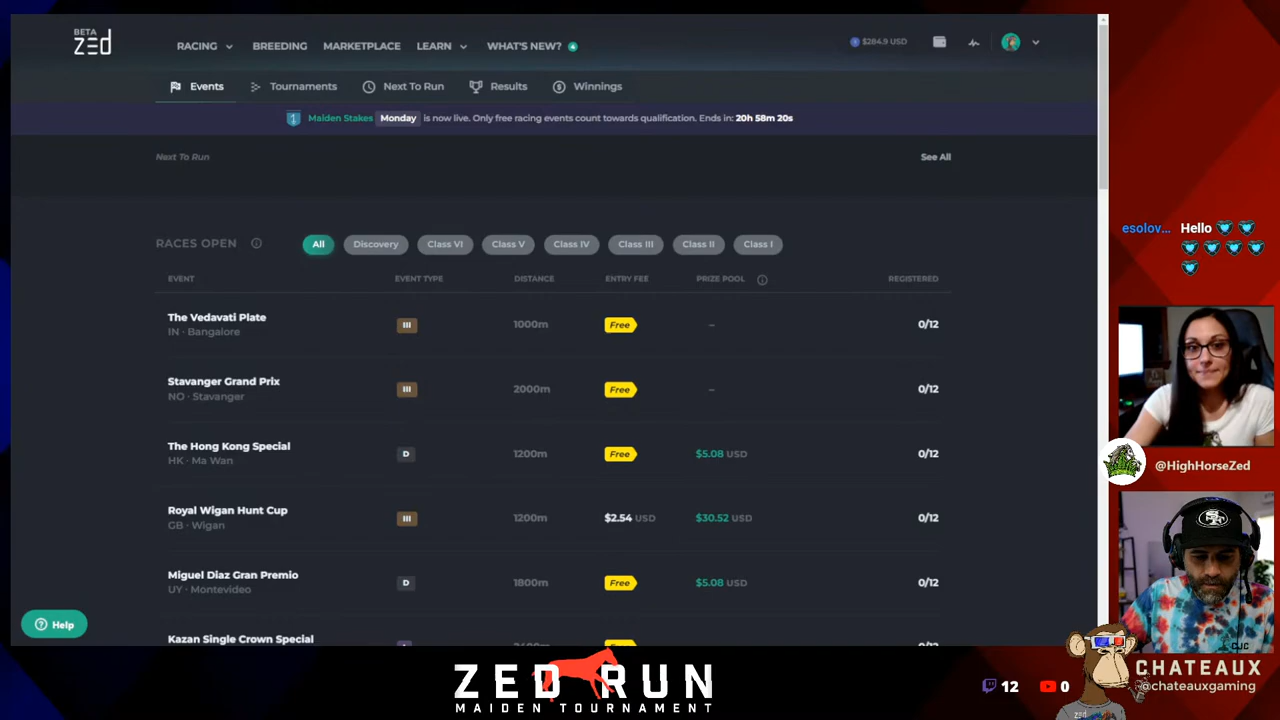 BETA
zed
RACING
BREEDING
MARKETPLACE
LEARN
WHAT'S NEW?
$284.9 USD
Events
Tournaments
Next To Run
Results
Winnings
Maiden Stakes Monday is now live. Only free racing events count towards qualification. Ends in: 20h 58m 20s
Next To Run
See All
RACES OPEN
All
Discovery
Class VI
Class V
Class IV
Class III
Class II
Class I
EVENT EVENT TYPE DISTANCE ENTRY FEE PRIZE POOL REGISTERED
The Vedavati Plate
IN · Bangalore
III 1000m Free – 0/12
Stavanger Grand Prix
NO · Stavanger
III 2000m Free – 0/12
The Hong Kong Special
HK · Ma Wan
D 1200m Free $5.08 USD 0/12
Royal Wigan Hunt Cup
GB · Wigan
III 1200m $2.54 USD $30.52 USD 0/12
Miguel Diaz Gran Premio
UY · Montevideo
D 1800m Free $5.08 USD 0/12
Kazan Single Crown Special
Help
esolov... Hello
@HighHorseZed
SF
ZED RUN
MAIDEN TOURNAMENT
12
0
CHATEAUX
@chateauxgaming